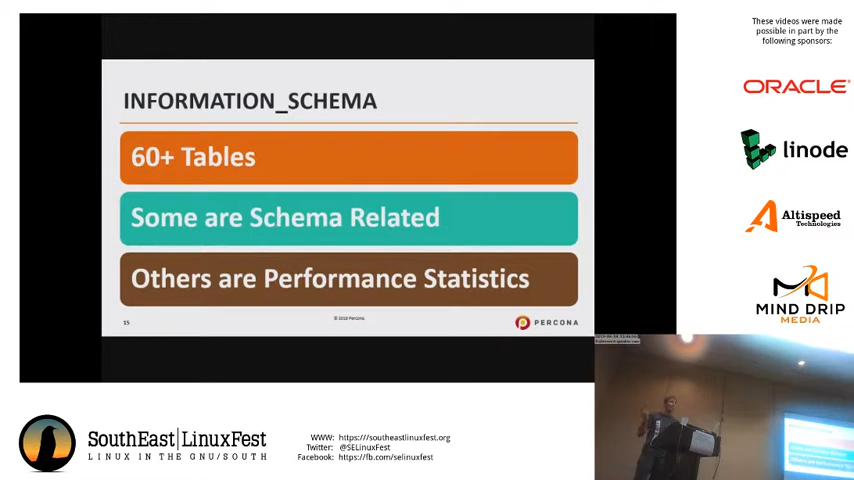 These videos were made
possible in part by the
following sponsors:
INFORMATION_SCHEMA
60+ Tables
Some are Schema Related
Others are Performance Statistics
15
© 2019 Percona
PERCONA
ORACLE
linode
Altispeed
Technologies
MIND DRIP
MEDIA
SouthEast|LinuxFest
LINUX IN THE GNU/SOUTH
WWW: https://southeastlinuxfest.org
Twitter: @SELinuxFest
Facebook: https://fb.com/selinuxfest